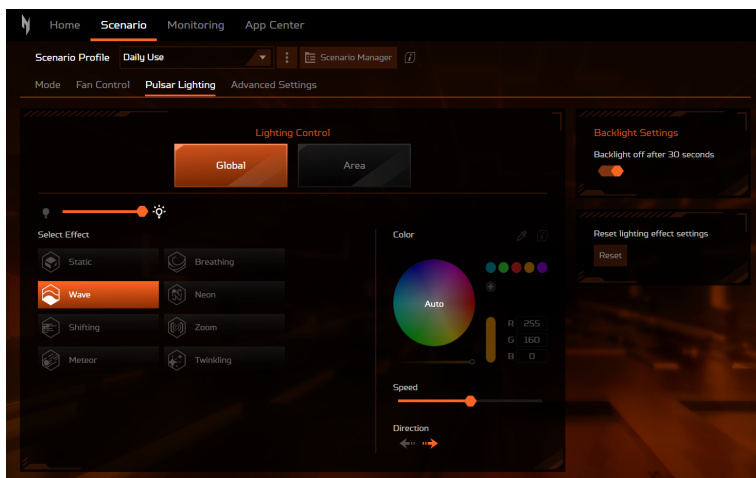 Home Scenario Monitoring App Center
Scenario Profile Daily Use Scenario Manager
Mode Fan Control Pulsar Lighting Advanced Settings
Lighting Control
Global Area
Select Effect
Static Breathing
Wave Neon
Shifting Zoom
Meteor Twinkling
Color
Auto
R 255
G 160
B 0
Speed
Direction
Backlight Settings
Backlight off after 30 seconds
Reset lighting effect settings
Reset